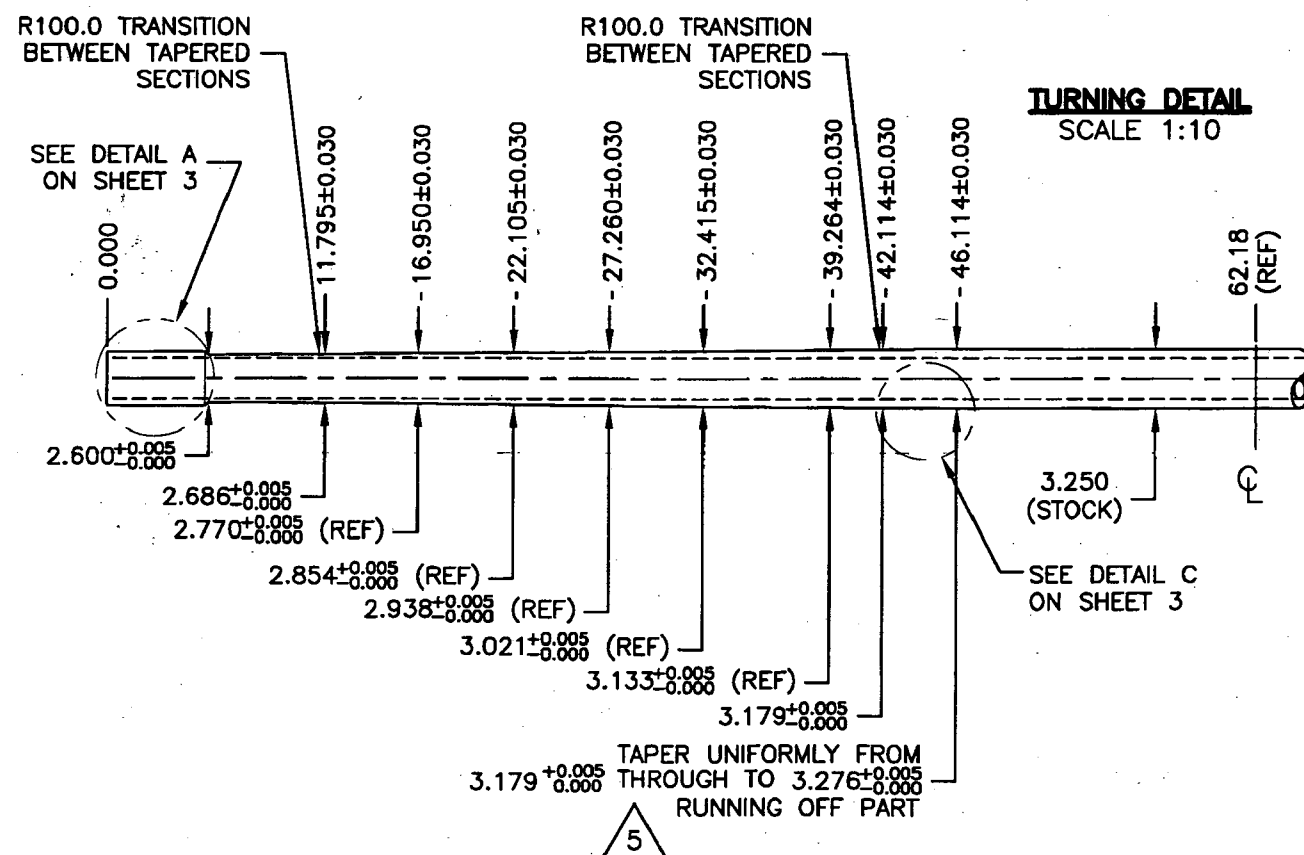 R100.0 TRANSITION
BETWEEN TAPERED
SECTIONS
R100.0 TRANSITION
BETWEEN TAPERED
SECTIONS
TURNING DETAIL
SCALE 1:10
SEE DETAIL A
ON SHEET 3
0.000
11.795±0.030
16.950±0.030
22.105±0.030
27.260±0.030
32.415±0.030
39.264±0.030
42.114±0.030
46.114±0.030
62.18
(REF)
2.600+0.005
-0.000
2.686+0.005
-0.000
2.770+0.005 (REF)
-0.000
2.854+0.005 (REF)
-0.000
2.938+0.005 (REF)
-0.000
3.021+0.005 (REF)
-0.000
3.133+0.005 (REF)
-0.000
3.179+0.005
-0.000
3.250
(STOCK)
℄
SEE DETAIL C
ON SHEET 3
TAPER UNIFORMLY FROM
3.179 +0.005 THROUGH TO 3.276+0.005
0.000 -0.000
RUNNING OFF PART
5